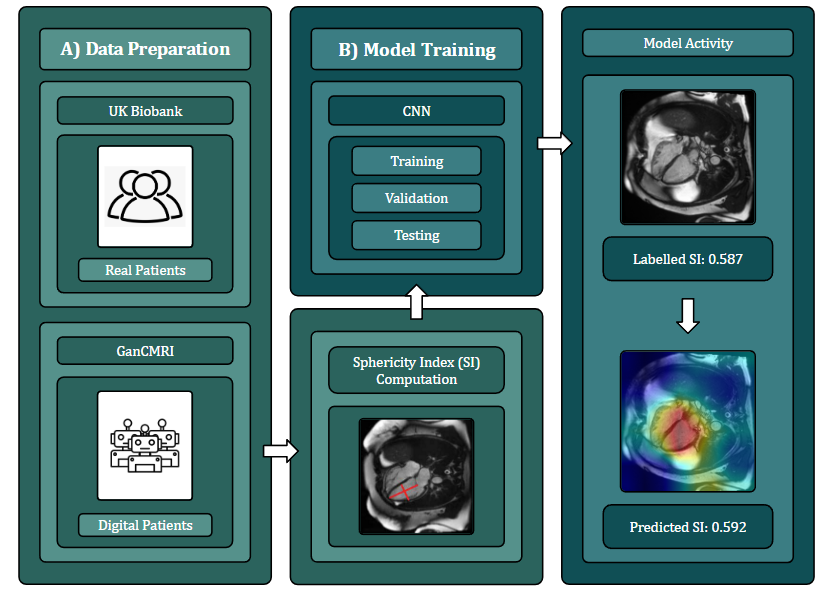 A) Data Preparation
UK Biobank
Real Patients
GanCMRI
Digital Patients
B) Model Training
CNN
Training
Validation
Testing
Sphericity Index (SI)
Computation
Model Activity
Labelled SI: 0.587
Predicted SI: 0.592